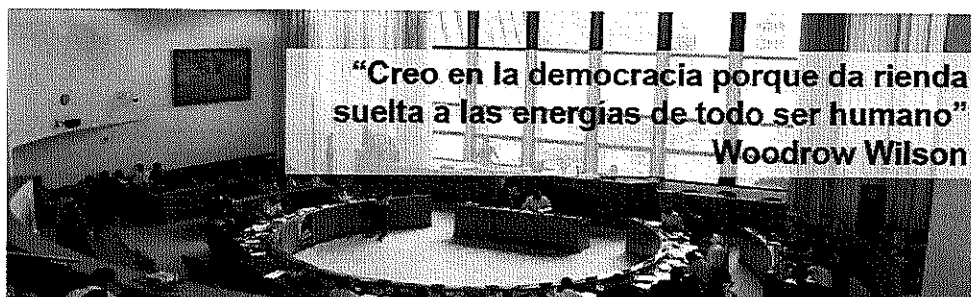 “Creo en la democracia porque da rienda
suelta a las energías de todo ser humano”
Woodrow Wilson